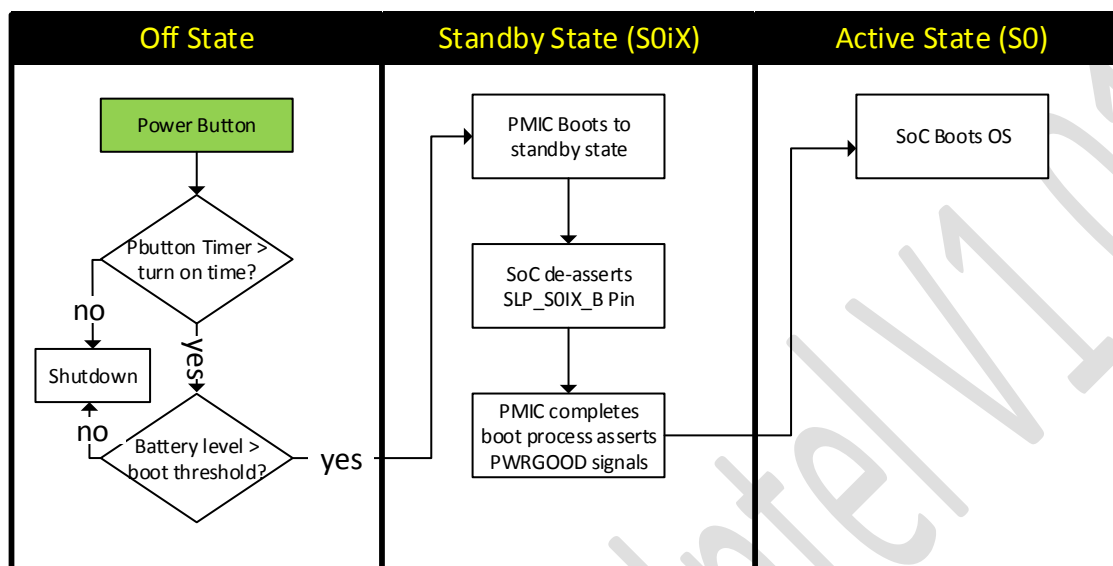 Off State
Standby State (S0iX)
Active State (S0)
Power Button
Pbutton Timer >
turn on time?
no
yes
Shutdown
no
Battery level >
boot threshold?
yes
PMIC Boots to
standby state
SoC de-asserts
SLP_S0IX_B Pin
PMIC completes
boot process asserts
PWRGOOD signals
SoC Boots OS
Intel V1